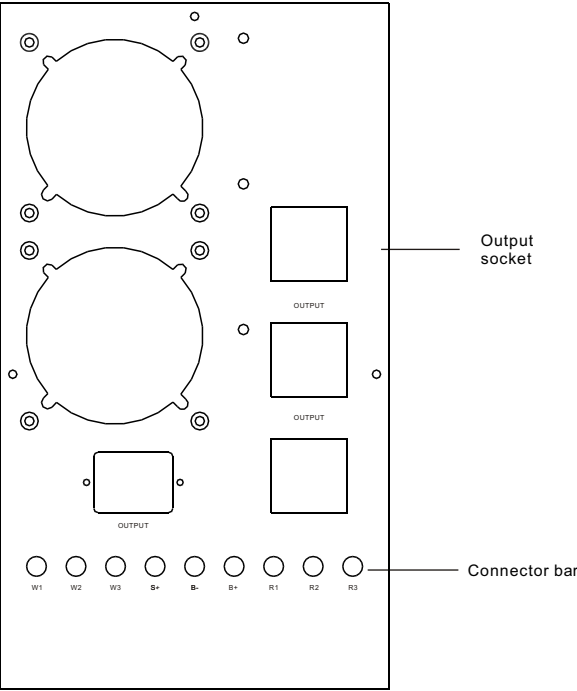 Output
socket
OUTPUT
OUTPUT
OUTPUT
Connector bar
W1 W2 W3 S+ B- B+ R1 R2 R3